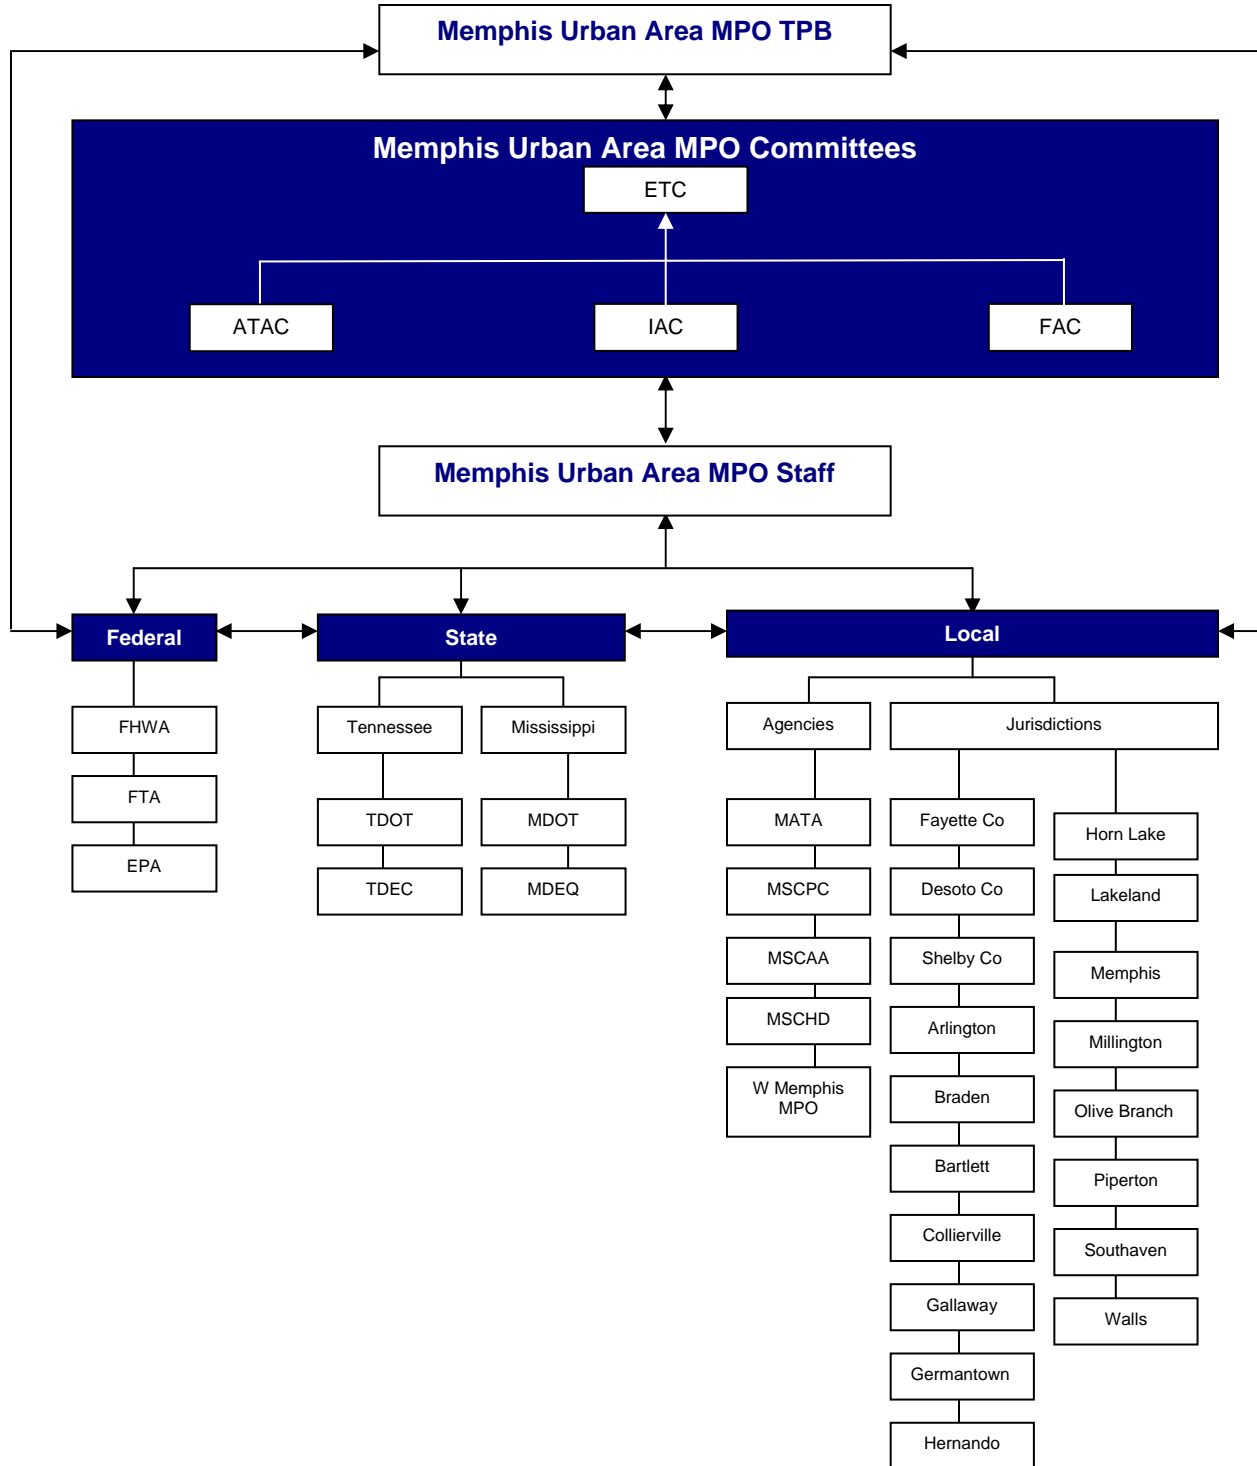 Memphis Urban Area MPO TPB
Memphis Urban Area MPO Committees
ETC
ATAC
IAC
FAC
Memphis Urban Area MPO Staff
Federal
State
Local
FHWA
FTA
EPA
Tennessee
TDOT
TDEC
Mississippi
MDOT
MDEQ
Agencies
MATA
MSCPC
MSCAA
MSCHD
W Memphis
MPO
Jurisdictions
Fayette Co
Desoto Co
Shelby Co
Arlington
Braden
Bartlett
Collierville
Gallaway
Germantown
Hernando
Horn Lake
Lakeland
Memphis
Millington
Olive Branch
Piperton
Southaven
Walls